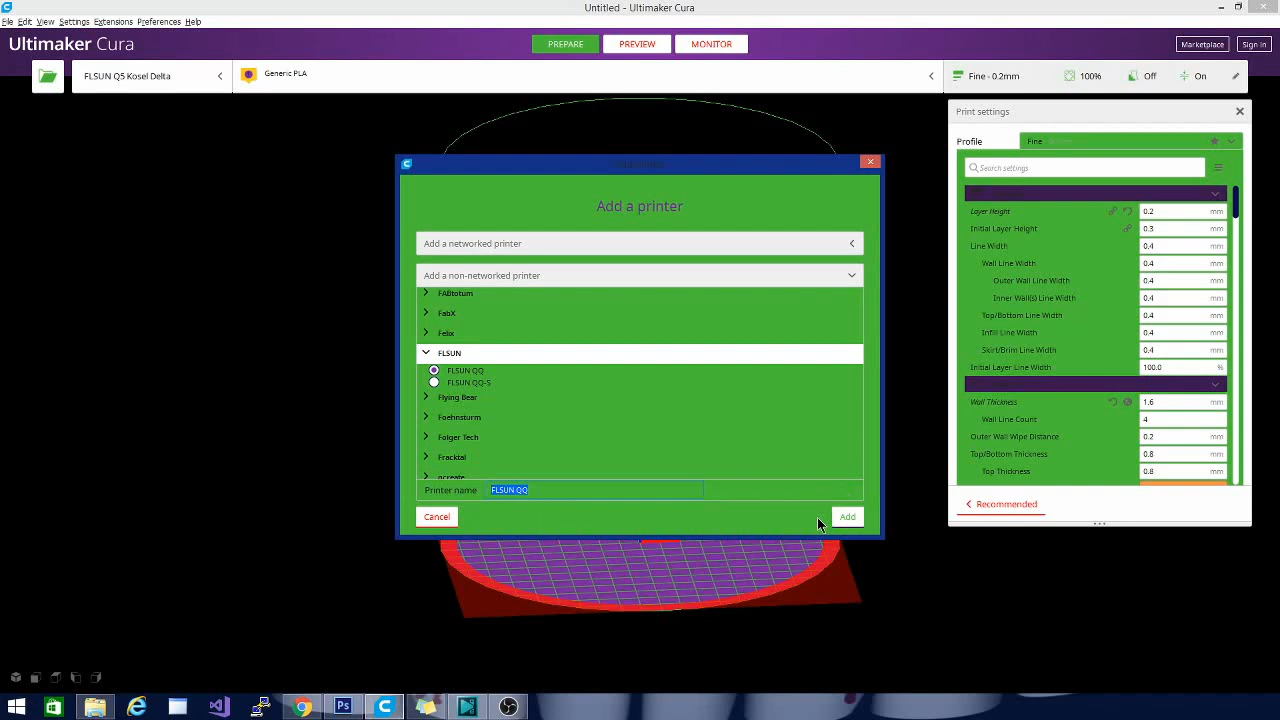 Untitled - Ultimaker Cura
File Edit View Settings Extensions Preferences Help
Ultimaker Cura
PREPARE
PREVIEW
MONITOR
Marketplace
Sign in
FLSUN Q5 Kosel Delta
Generic PLA
Fine - 0.2mm
100%
Off
On
Print settings
Profile
Fine
Search settings
Layer Height 0.2 mm
Initial Layer Height 0.3 mm
Line Width 0.4 mm
Wall Line Width 0.4 mm
Outer Wall Line Width 0.4 mm
Inner Wall(s) Line Width 0.4 mm
Top/Bottom Line Width 0.4 mm
Infill Line Width 0.4 mm
Skirt/Brim Line Width 0.4 mm
Initial Layer Line Width 100.0 %
Wall Thickness 1.6 mm
Wall Line Count 4
Outer Wall Wipe Distance 0.2 mm
Top/Bottom Thickness 0.8 mm
Top Thickness 0.8 mm
Recommended
Add a printer
Add a networked printer
Add a non-networked printer
FABtotum
FabX
Felix
FLSUN
FLSUN QQ
FLSUN QQ-S
Flying Bear
Foehnsturm
Folger Tech
Fracktal
Printer name FLSUN QQ
Cancel
Add
Ps